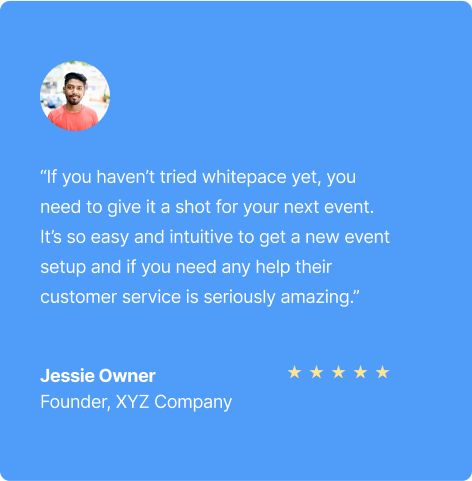 “If you haven’t tried whitepace yet, you
need to give it a shot for your next event.
It’s so easy and intuitive to get a new event
setup and if you need any help their
customer service is seriously amazing.”
Jessie Owner
Founder, XYZ Company